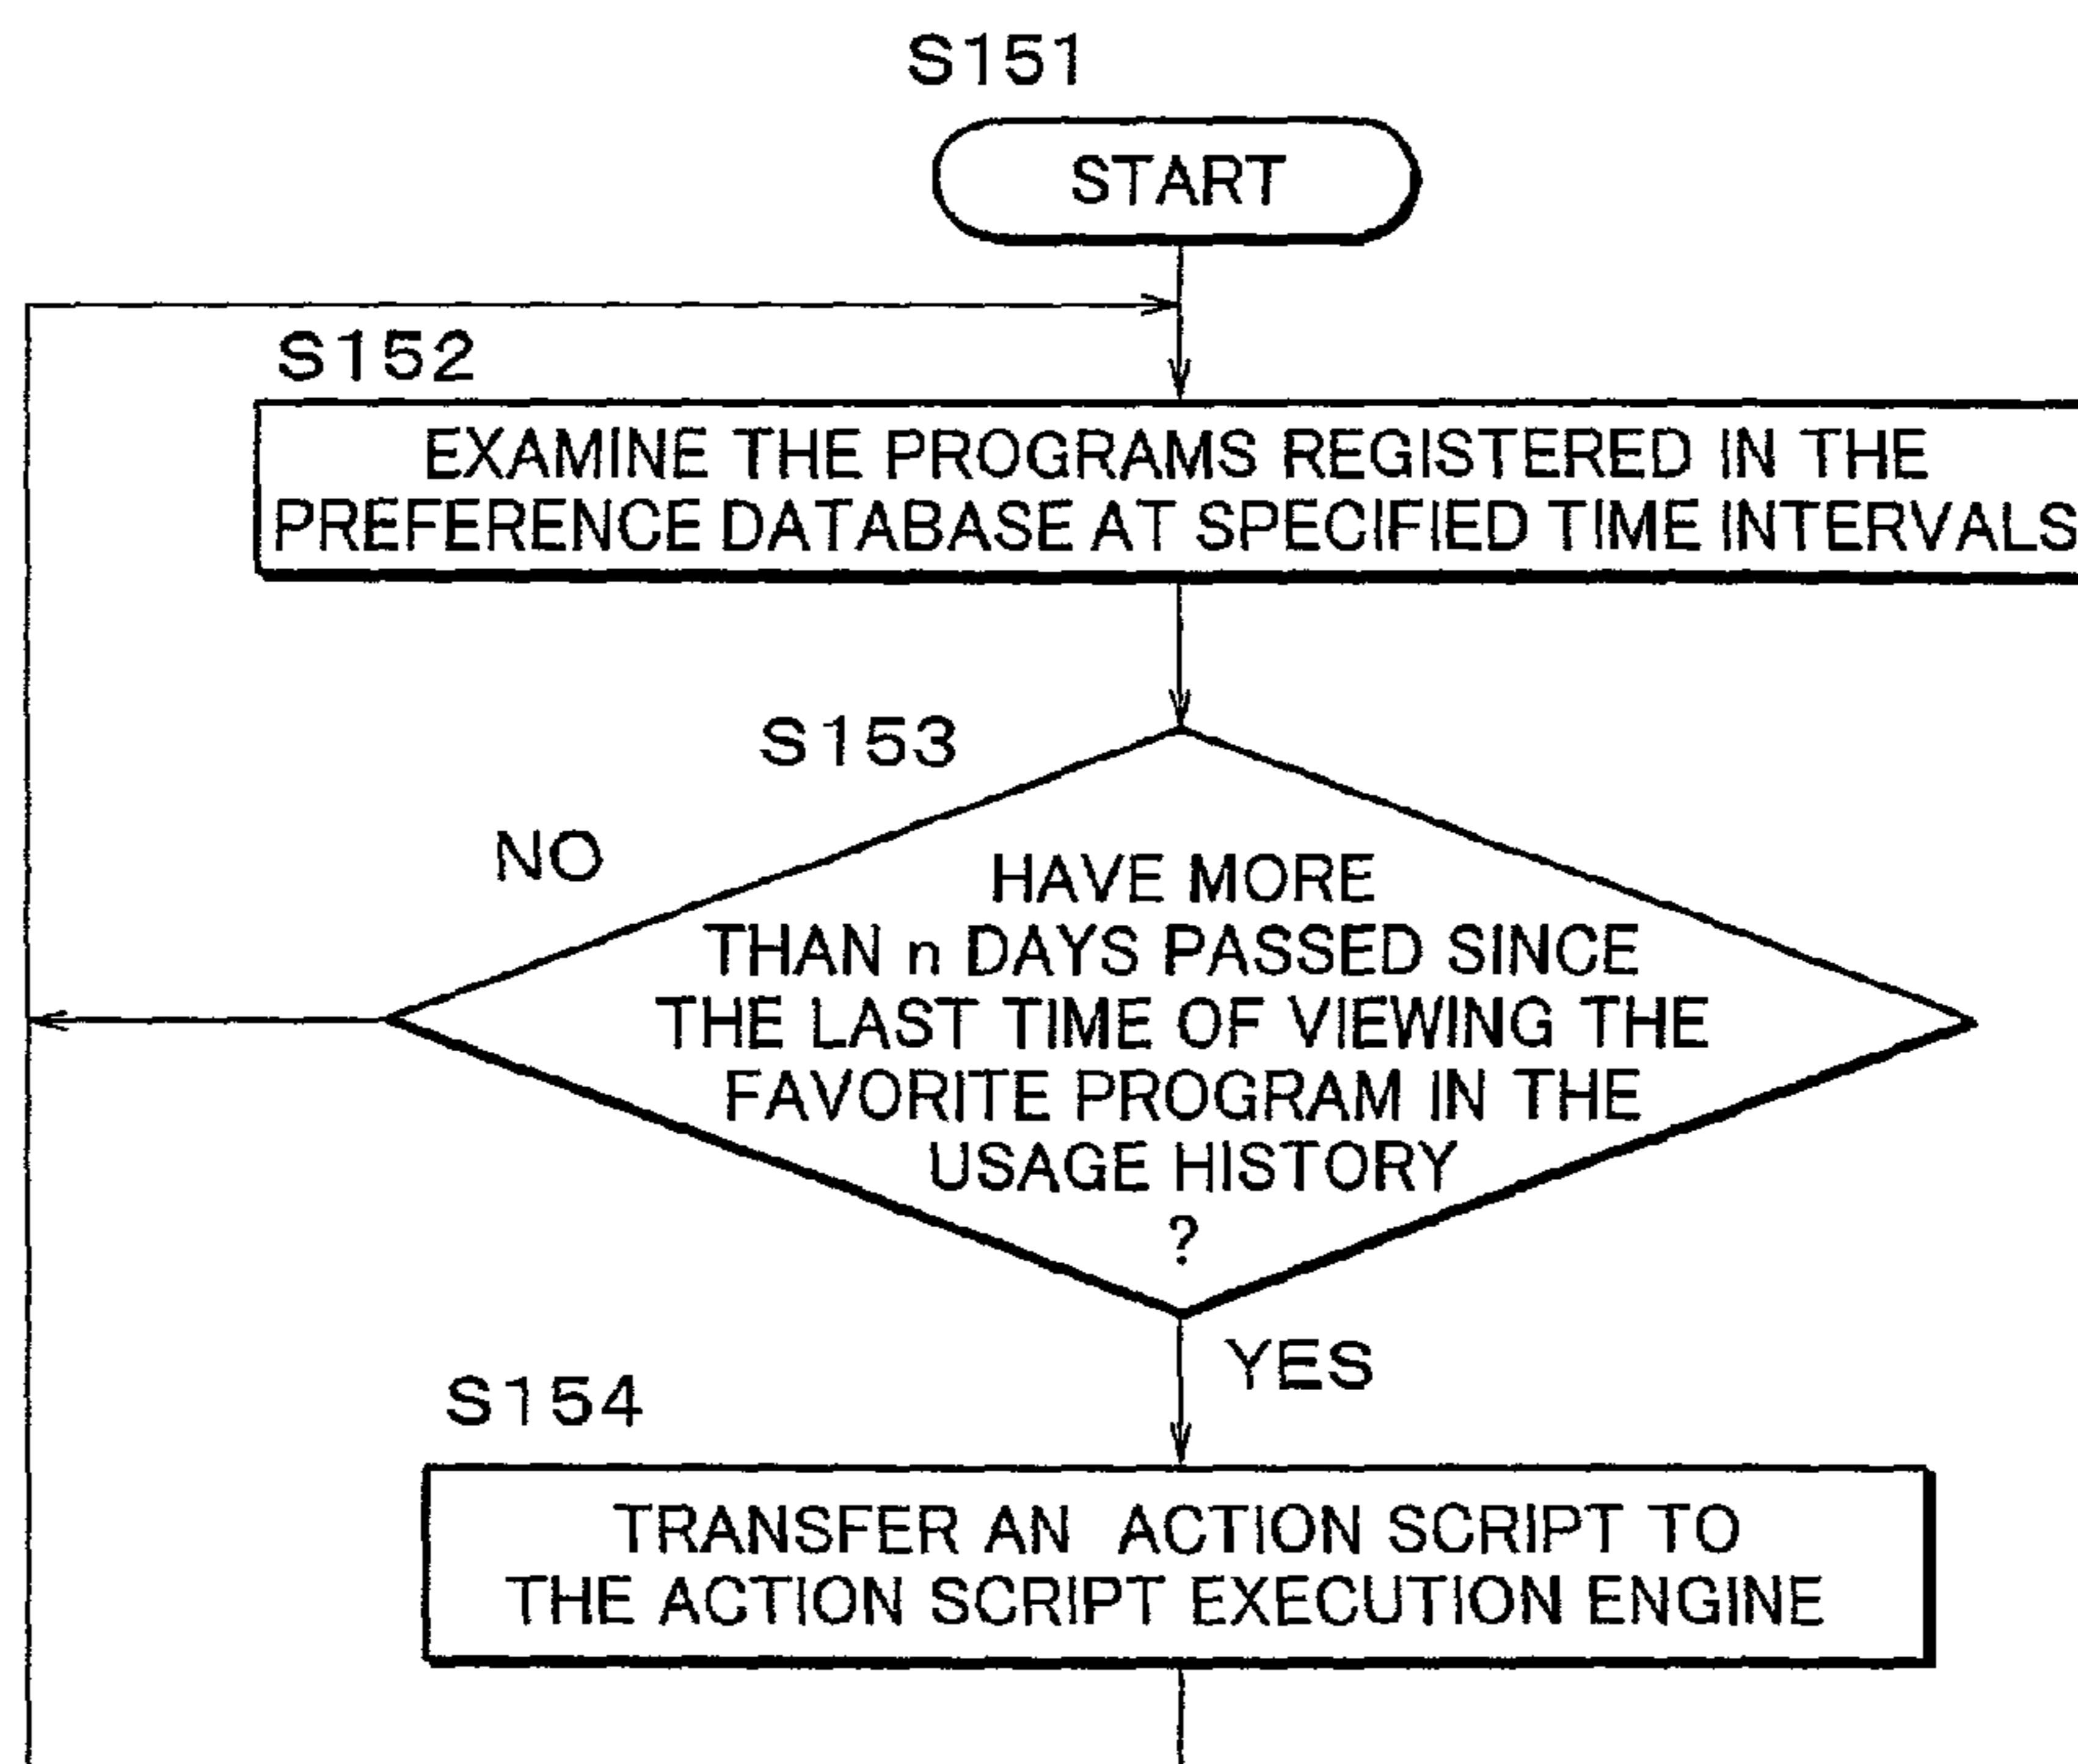 S151
START
S152
EXAMINE THE PROGRAMS REGISTERED IN THE
PREFERENCE DATABASE AT SPECIFIED TIME INTERVALS
S153
NO
HAVE MORE
THAN n DAYS PASSED SINCE
THE LAST TIME OF VIEWING THE
FAVORITE PROGRAM IN THE
USAGE HISTORY
?
YES
S154
TRANSFER AN ACTION SCRIPT TO
THE ACTION SCRIPT EXECUTION ENGINE